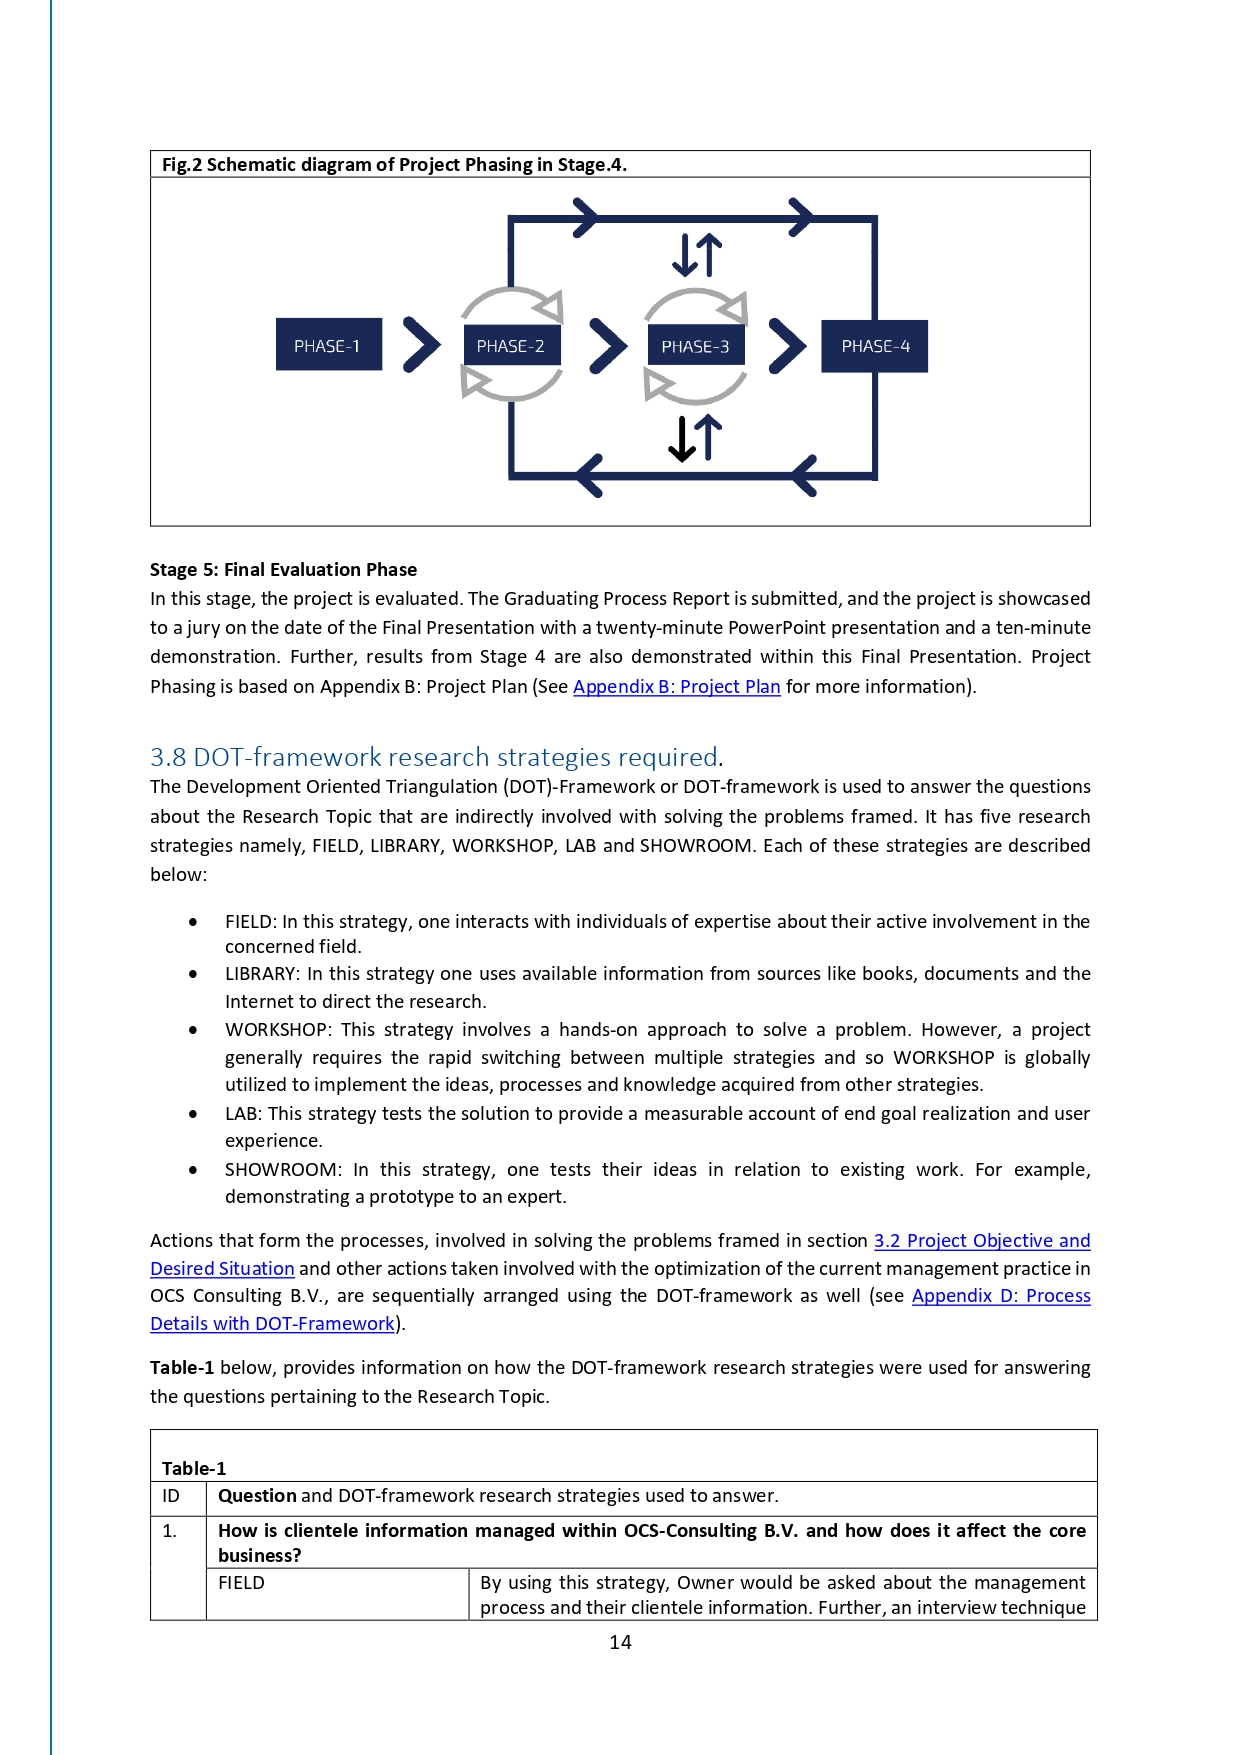 Fig.2 Schematic diagram of Project Phasing in Stage.4.
PHASE-1
PHASE-2
PHASE-3
PHASE-4
Stage 5: Final Evaluation Phase
In this stage, the project is evaluated. The Graduating Process Report is submitted, and the project is showcased
to a jury on the date of the Final Presentation with a twenty-minute PowerPoint presentation and a ten-minute
demonstration. Further, results from Stage 4 are also demonstrated within this Final Presentation. Project
Phasing is based on Appendix B: Project Plan (See Appendix B: Project Plan for more information).
3.8 DOT-framework research strategies required.
The Development Oriented Triangulation (DOT)-Framework or DOT-framework is used to answer the questions
about the Research Topic that are indirectly involved with solving the problems framed. It has five research
strategies namely, FIELD, LIBRARY, WORKSHOP, LAB and SHOWROOM. Each of these strategies are described
below:
• FIELD: In this strategy, one interacts with individuals of expertise about their active involvement in the
concerned field.
• LIBRARY: In this strategy one uses available information from sources like books, documents and the
Internet to direct the research.
• WORKSHOP: This strategy involves a hands-on approach to solve a problem. However, a project
generally requires the rapid switching between multiple strategies and so WORKSHOP is globally
utilized to implement the ideas, processes and knowledge acquired from other strategies.
• LAB: This strategy tests the solution to provide a measurable account of end goal realization and user
experience.
• SHOWROOM: In this strategy, one tests their ideas in relation to existing work. For example,
demonstrating a prototype to an expert.
Actions that form the processes, involved in solving the problems framed in section 3.2 Project Objective and
Desired Situation and other actions taken involved with the optimization of the current management practice in
OCS Consulting B.V., are sequentially arranged using the DOT-framework as well (see Appendix D: Process
Details with DOT-Framework).
Table-1 below, provides information on how the DOT-framework research strategies were used for answering
the questions pertaining to the Research Topic.
Table-1
ID Question and DOT-framework research strategies used to answer.
1. How is clientele information managed within OCS-Consulting B.V. and how does it affect the core
business?
FIELD By using this strategy, Owner would be asked about the management
process and their clientele information. Further, an interview technique
14